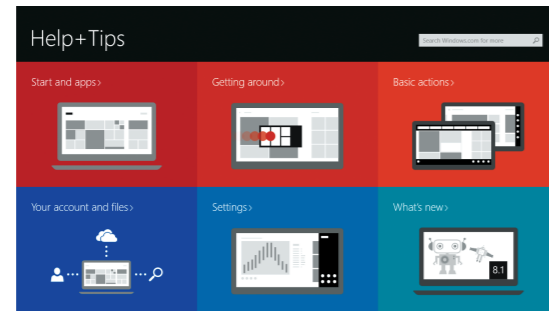 Help+Tips
Search Windows.com for more
Start and apps>
Getting around>
Basic actions>
Your account and files>
Settings>
What's new>
8.1